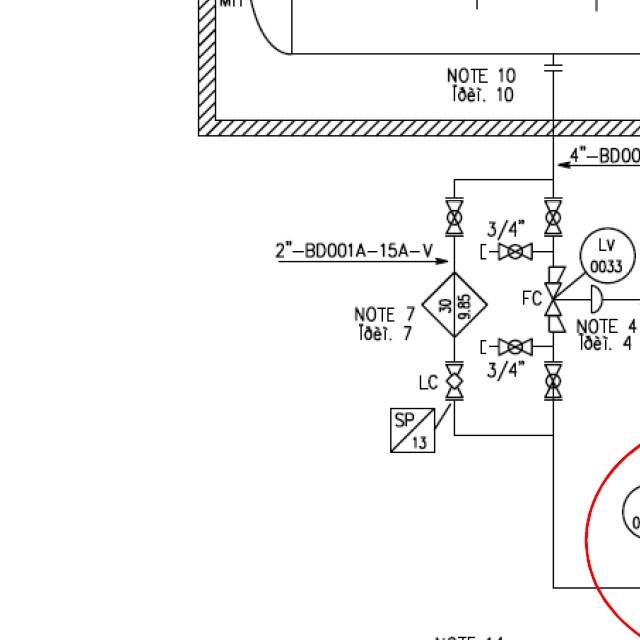 NOTE 10
Ïðèì. 10
4"-BD00
3/4"
2"-BD001A-15A-V
LV
0033
FC
30
9.85
NOTE 7
Ïðèì. 7
NOTE 4
Ïðèì. 4
3/4"
LC
SP
13
0